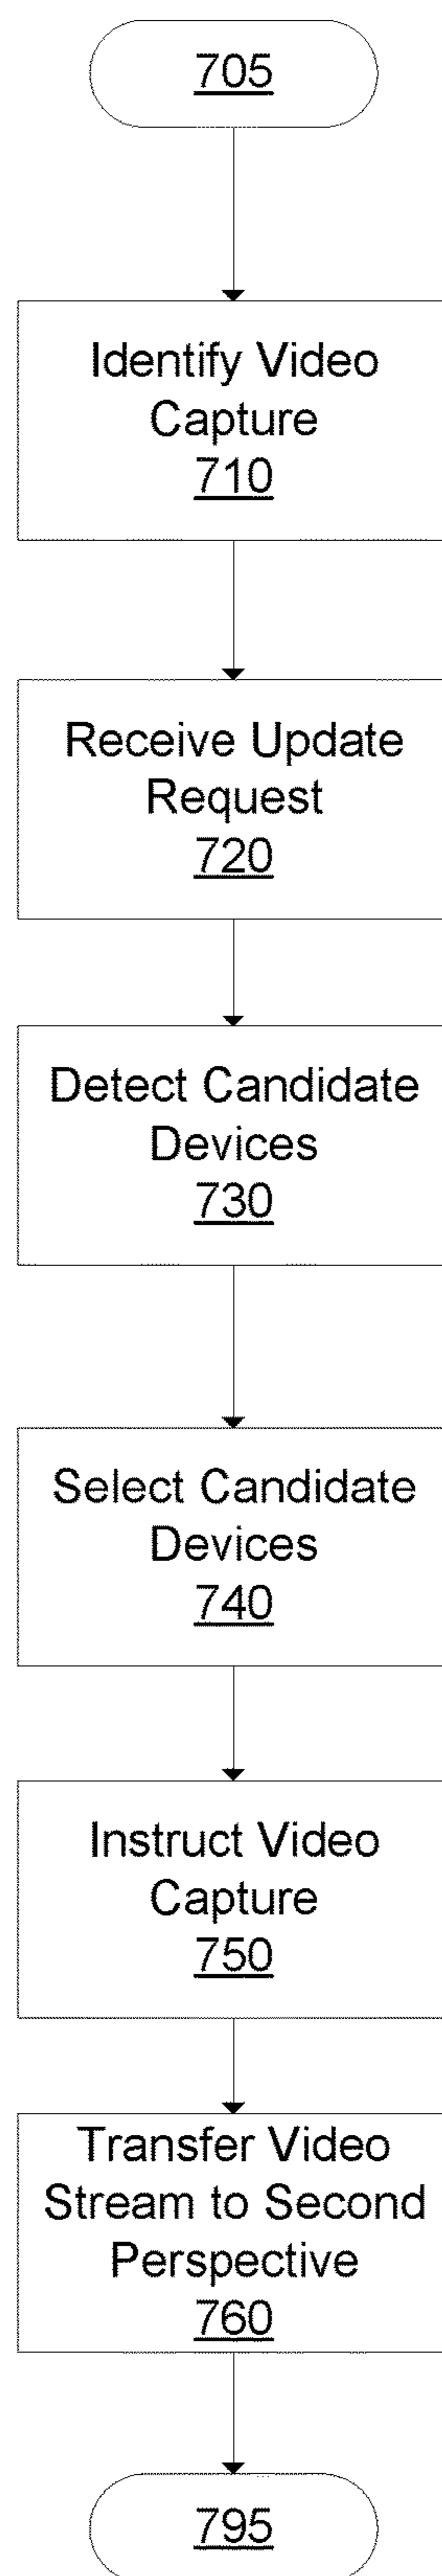 705
Identify Video
Capture
710
Receive Update
Request
720
Detect Candidate
Devices
730
Select Candidate
Devices
740
Instruct Video
Capture
750
Transfer Video
Stream to Second
Perspective
760
795